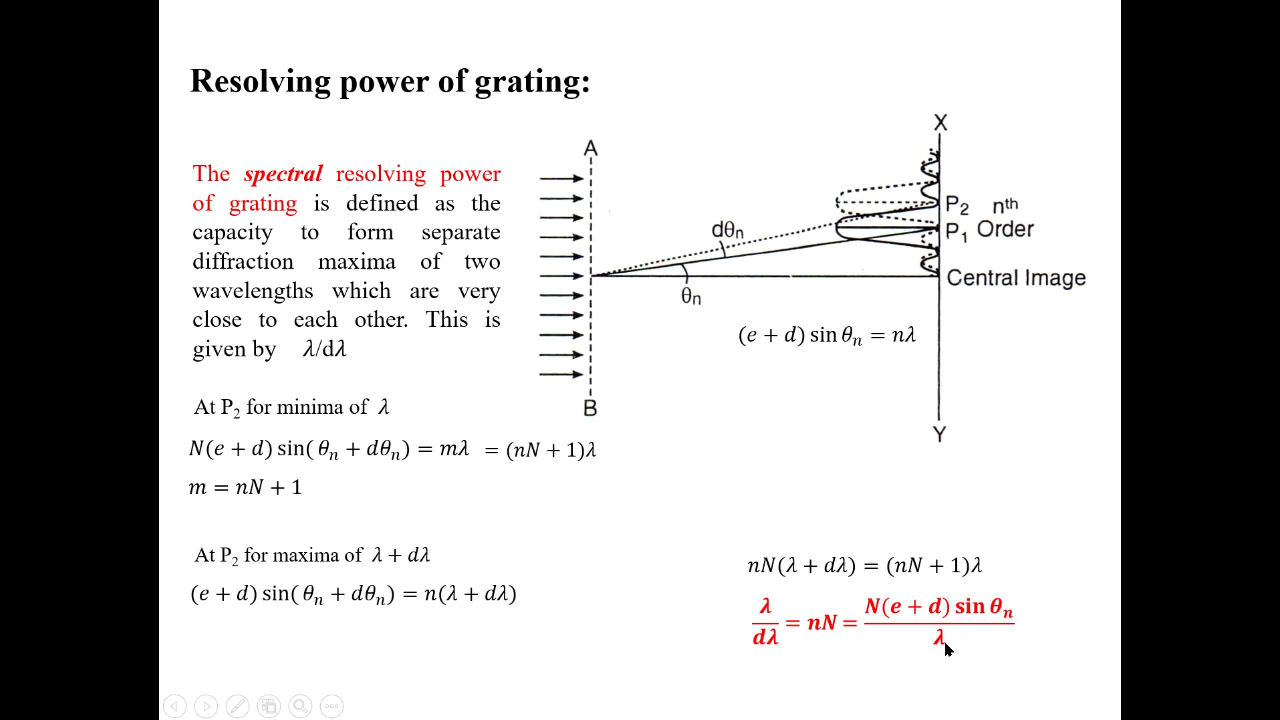 Resolving power of grating:
The spectral resolving power
of grating is defined as the
capacity to form separate
diffraction maxima of two
wavelengths which are very
close to each other. This is
given by λ/dλ
A
X
P₂ nᵗʰ
P₁ Order
dθₙ
Central Image
θₙ
(e + d) sin θₙ = nλ
B
Y
At P₂ for minima of λ
N(e + d) sin( θₙ + dθₙ) = mλ = (nN + 1)λ
m = nN + 1
At P₂ for maxima of λ + dλ
(e + d) sin( θₙ + dθₙ) = n(λ + dλ)
nN(λ + dλ) = (nN + 1)λ
λ/dλ = nN = N(e + d) sin θₙ/λ